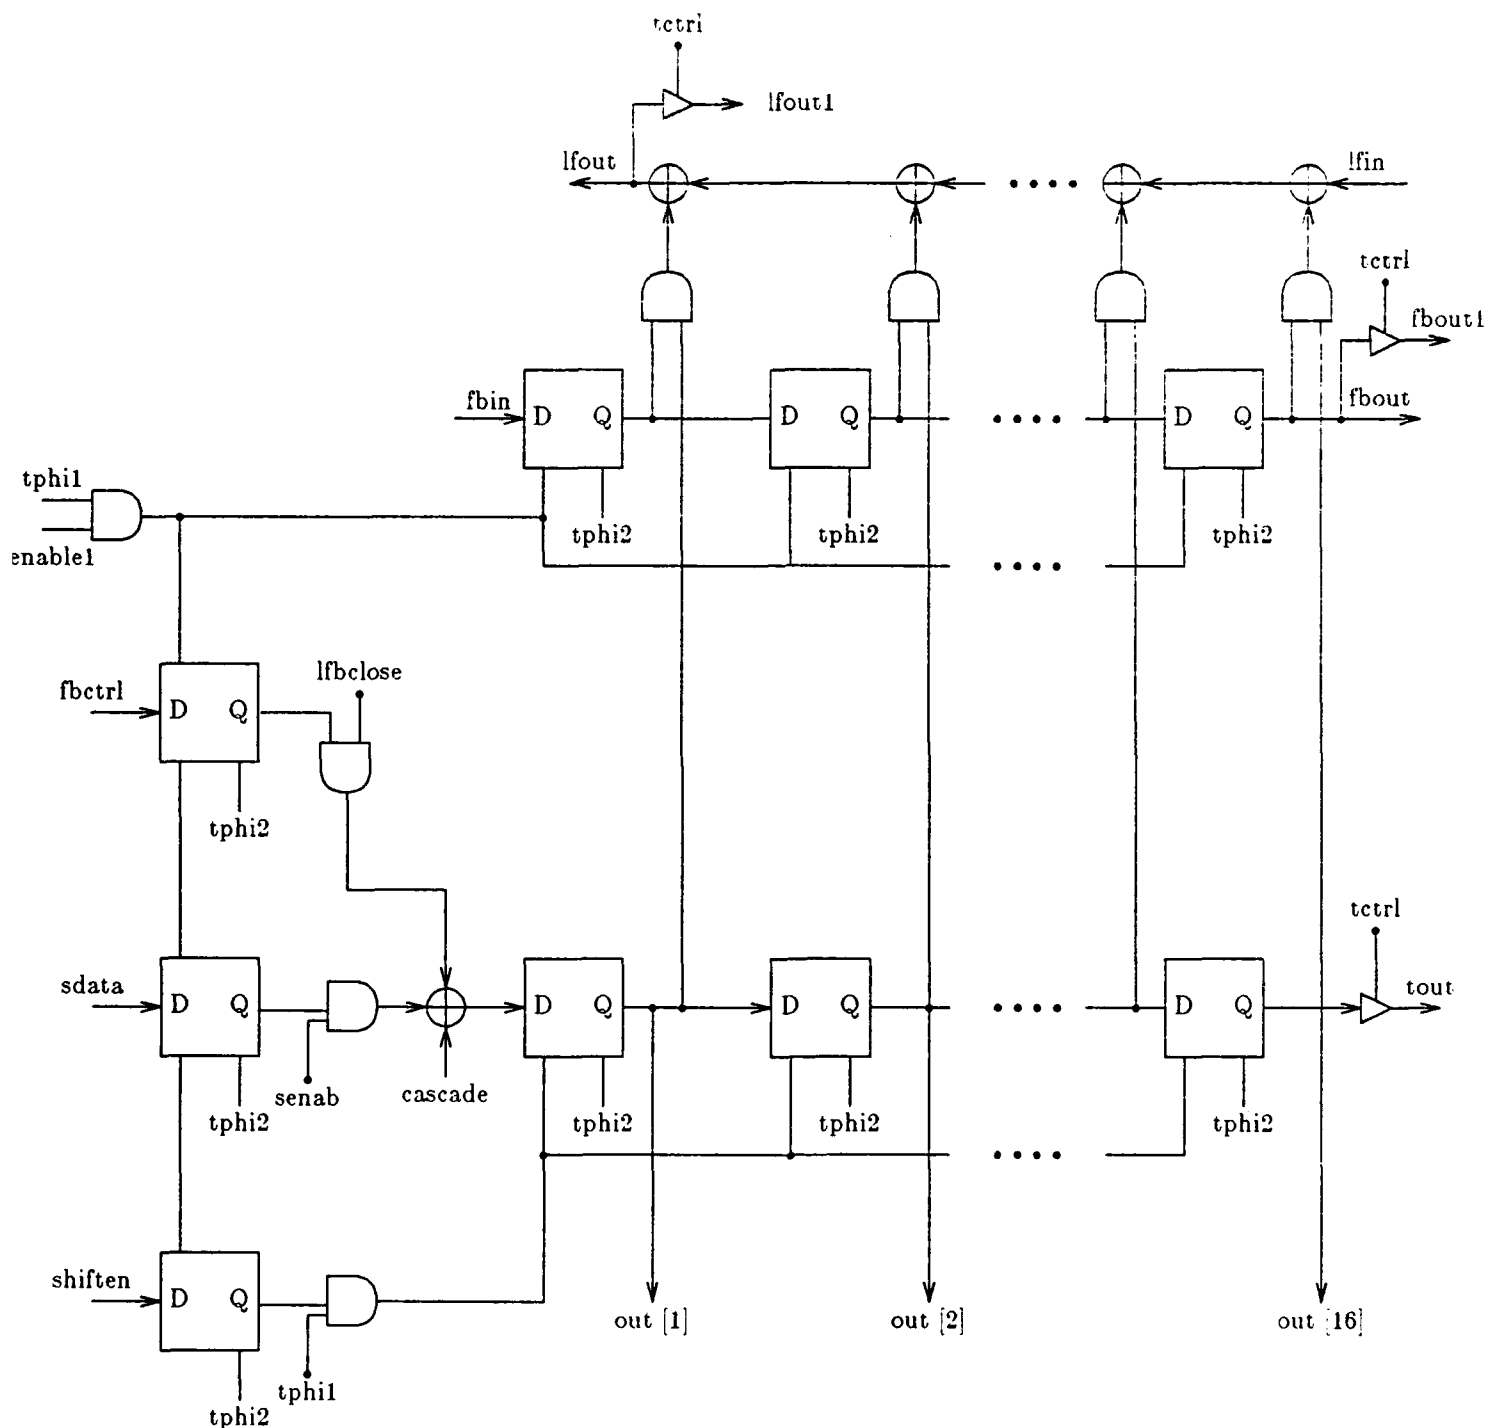 tctrl
lfout1
lfout
lfin
tctrl
fbout1
fbin
D Q
D Q
D Q
fbout
tphi1
enable1
tphi2
tphi2
tphi2
fbctrl
D Q
lfbclose
tphi2
tctrl
sdata
D Q
D Q
D Q
D Q
tout
senab
cascade
tphi2
tphi2
tphi2
tphi2
shiften
D Q
out [1]
out [2]
out [16]
tphi1
tphi2